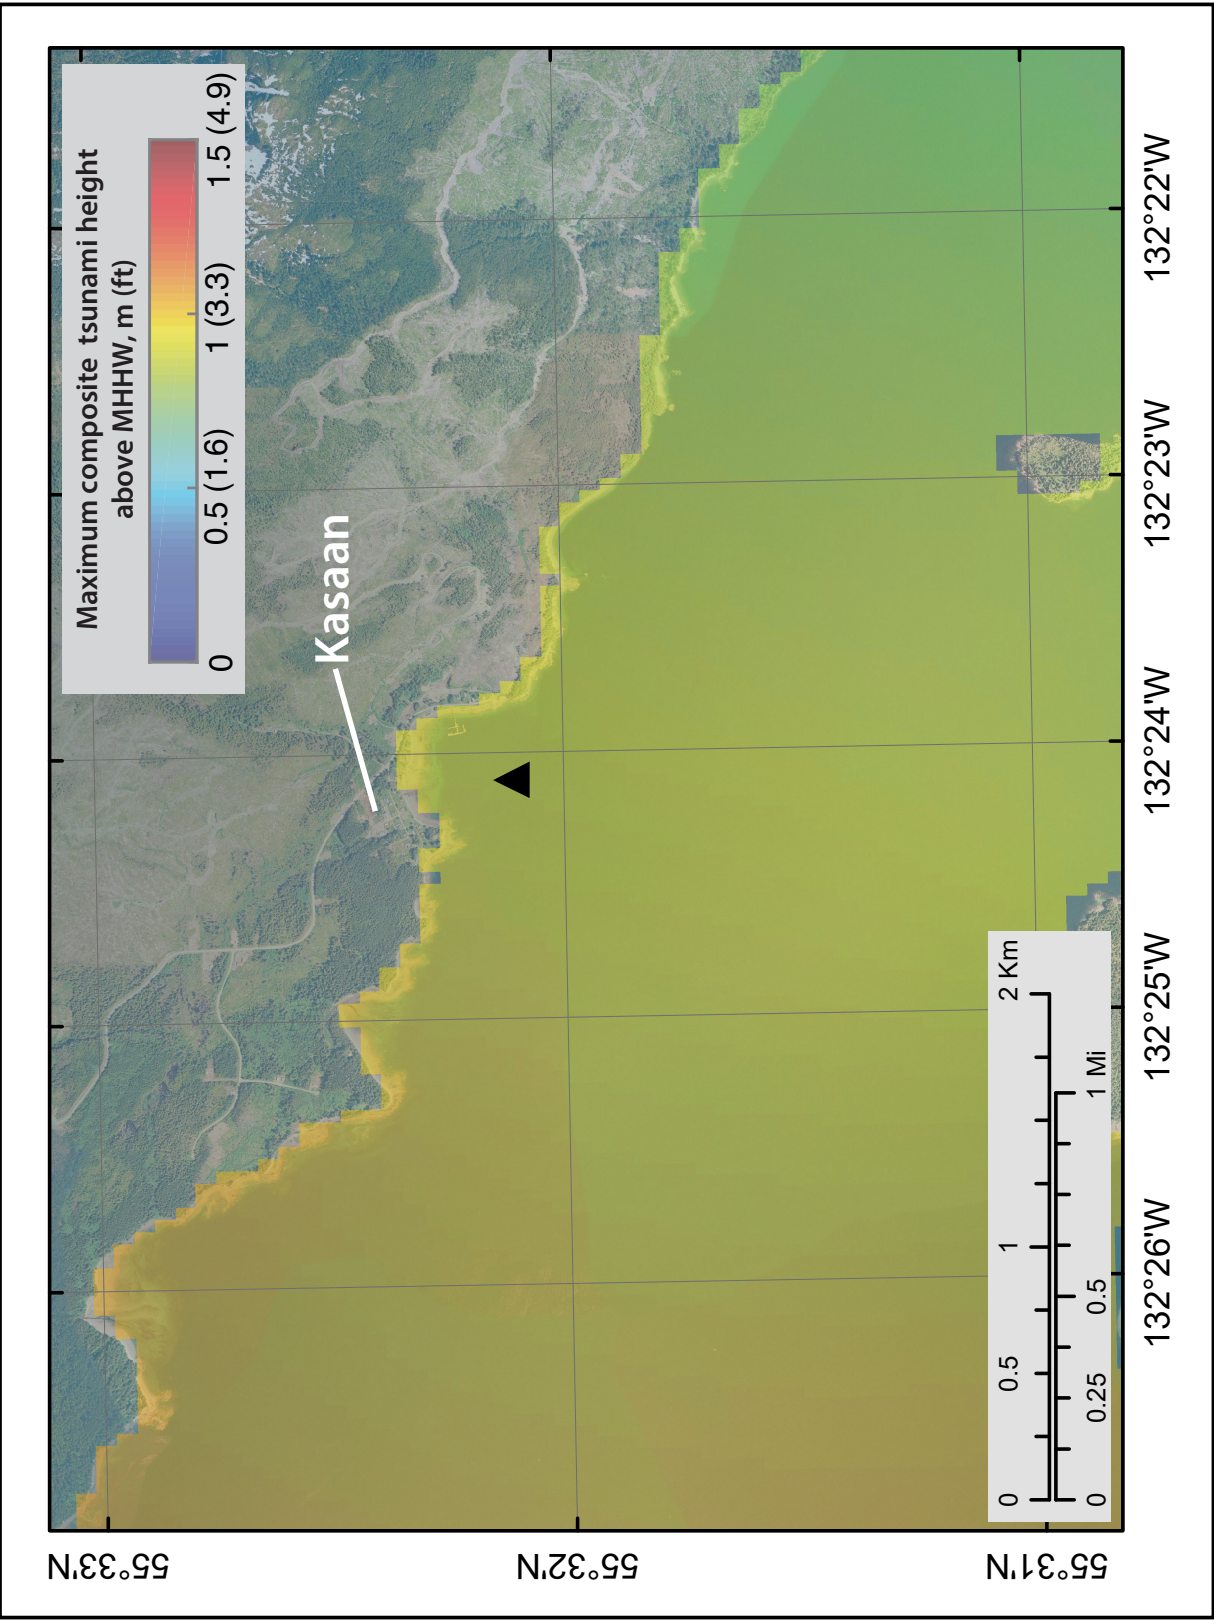 Maximum composite tsunami height
above MHHW, m (ft)
0
0.5 (1.6)
1 (3.3)
1.5 (4.9)
Kasaan
55°33'N
55°32'N
55°31'N
0 0.5 1 2 Km
0 0.25 0.5 1 Mi
132°26'W 132°25'W 132°24'W 132°23'W 132°22'W